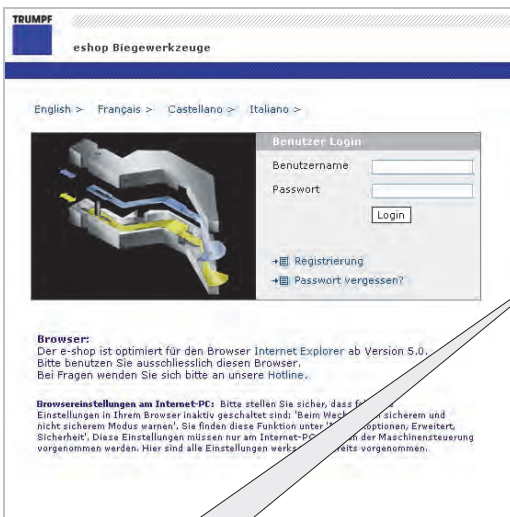 TRUMPF
eshop Biegewerkzeuge
English > Français > Castellano > Italiano >
Benutzer Login
Benutzername
Passwort
Login
Registrierung
Passwort vergessen?
Browser:
Der e-shop ist optimiert für den Browser Internet Explorer ab Version 5.0.
Bitte benutzen Sie ausschliesslich diesen Browser.
Bei Fragen wenden Sie sich bitte an unsere Hotline.
Browsereinstellungen am Internet-PC: Bitte stellen Sie sicher, dass
Einstellungen in Ihrem Browser inaktiv geschaltet sind: 'Beim sicherem und
nicht sicherem Modus warnen'. Sie finden diese Funktion unter Erweitert,
Sicherheit'. Diese Einstellungen müssen nur am Internet-PC der Maschinensteuerung
vorgenommen werden. Hier sind alle Einstellungen vorgenommen.